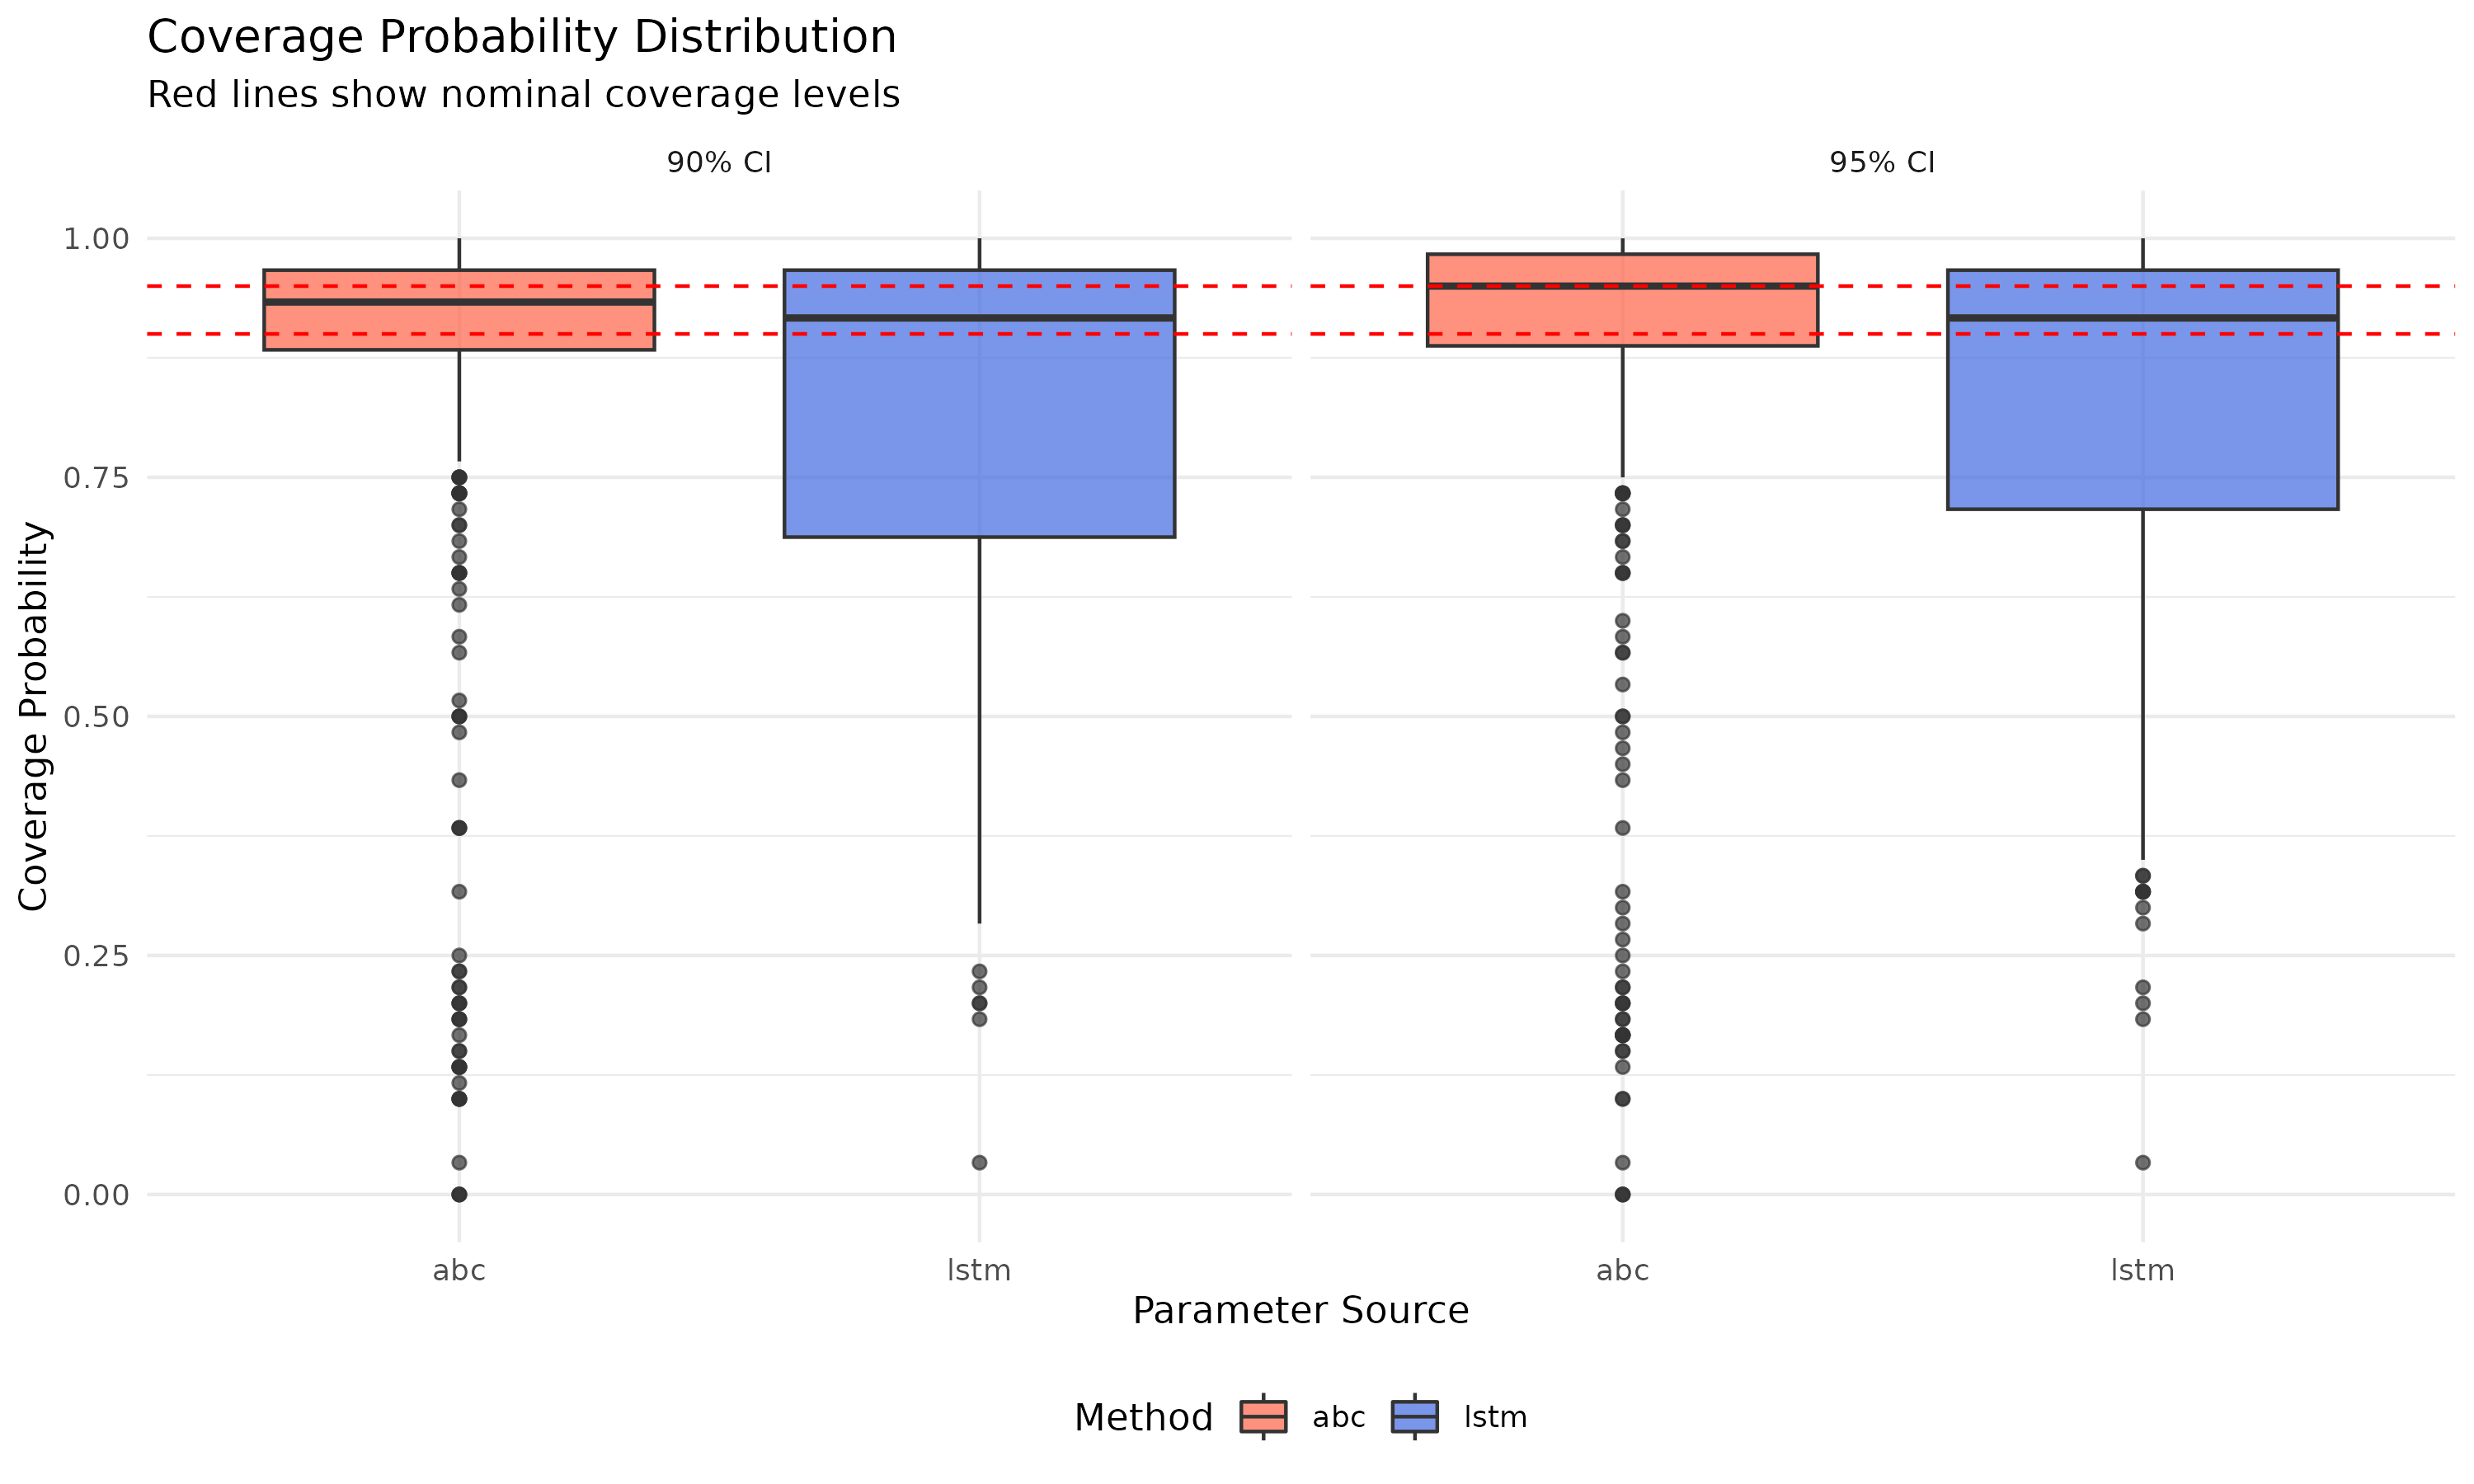 Coverage Probability Distribution
Red lines show nominal coverage levels
90% CI
95% CI
Coverage Probability
1.00
0.75
0.50
0.25
0.00
abc
lstm
abc
lstm
Parameter Source
Method abc lstm